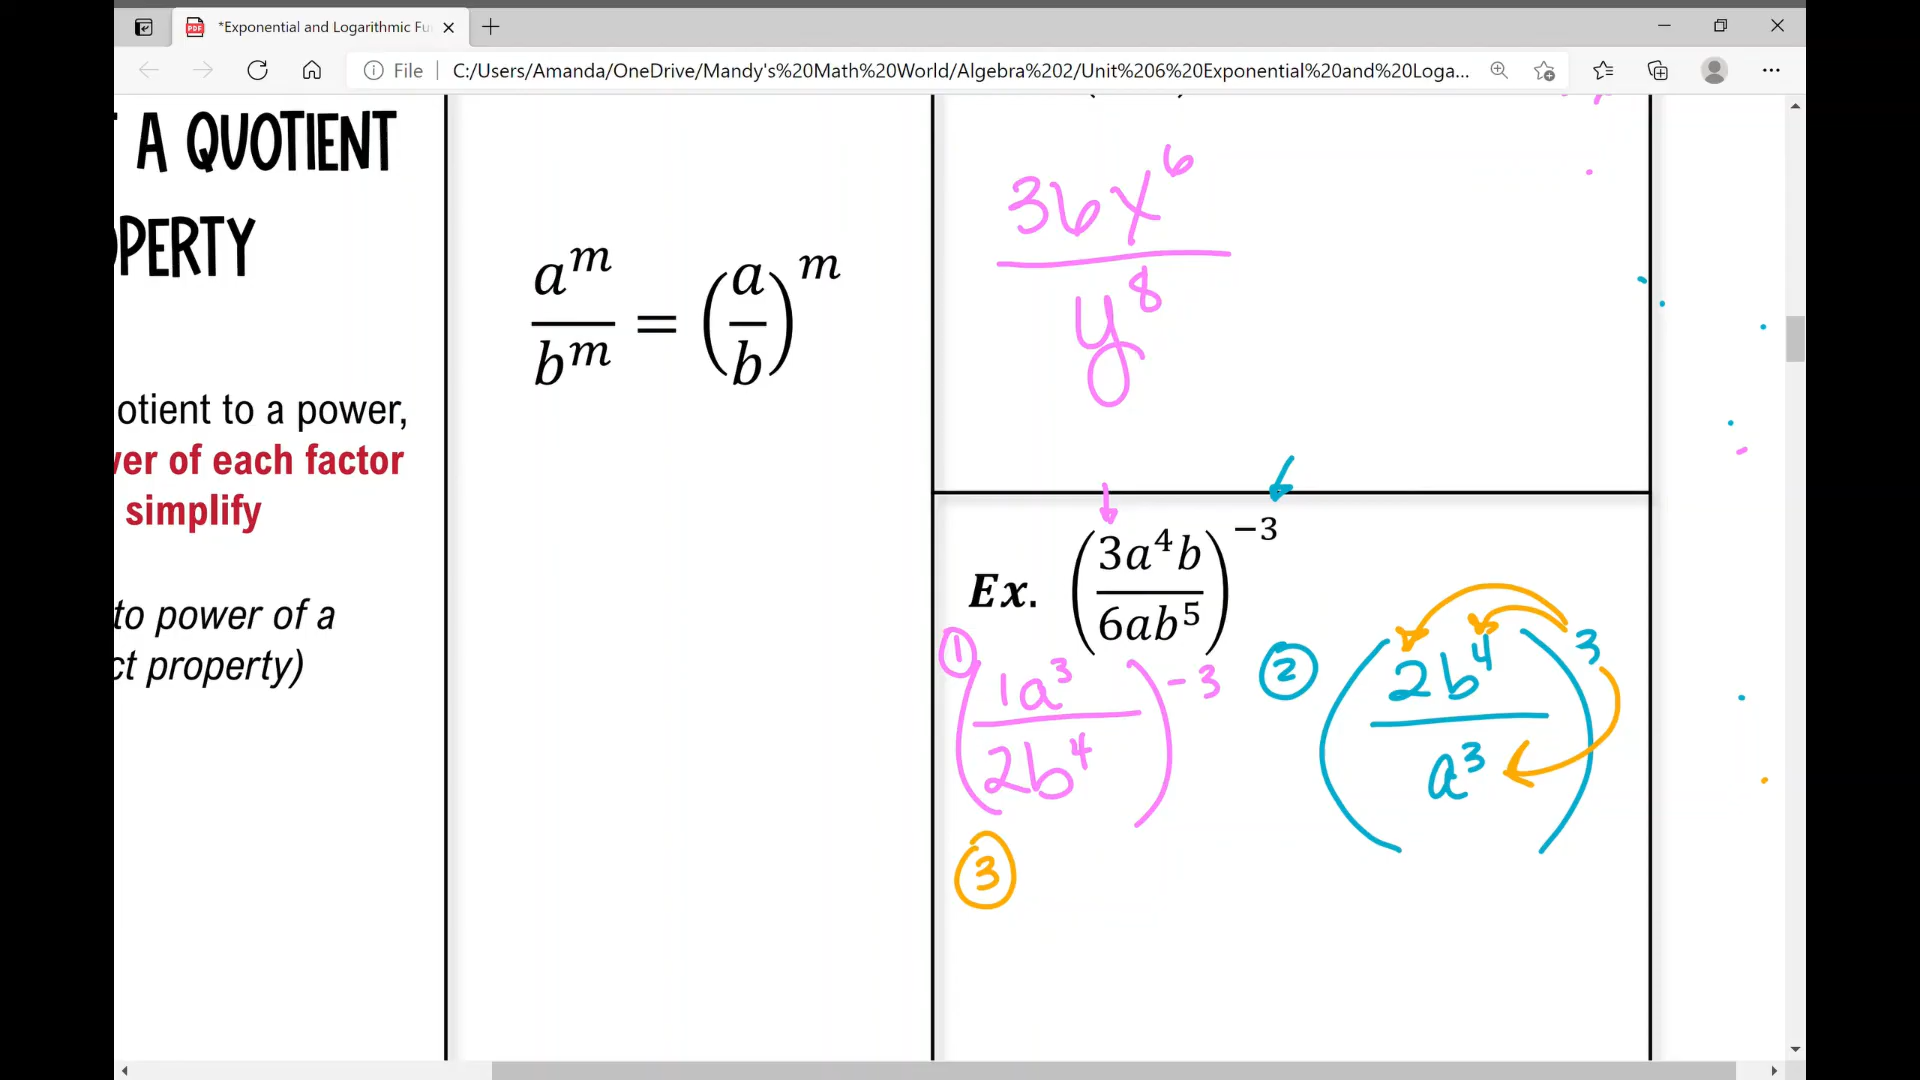 *Exponential and Logarithmic Fu
File
C:/Users/Amanda/OneDrive/Mandy's%20Math%20World/Algebra%202/Unit%206%20Exponential%20and%20Loga...
A QUOTIENT
OPERTY
otient to a power,
ver of each factor
simplify
to power of a
ct property)
a^m / b^m = (a/b)^m
36x^6 / y^8
Ex. (3a^4b / 6ab^5)^-3
1 (1a^3 / 2b^4)^-3
2 (2b^4 / a^3)^3
3